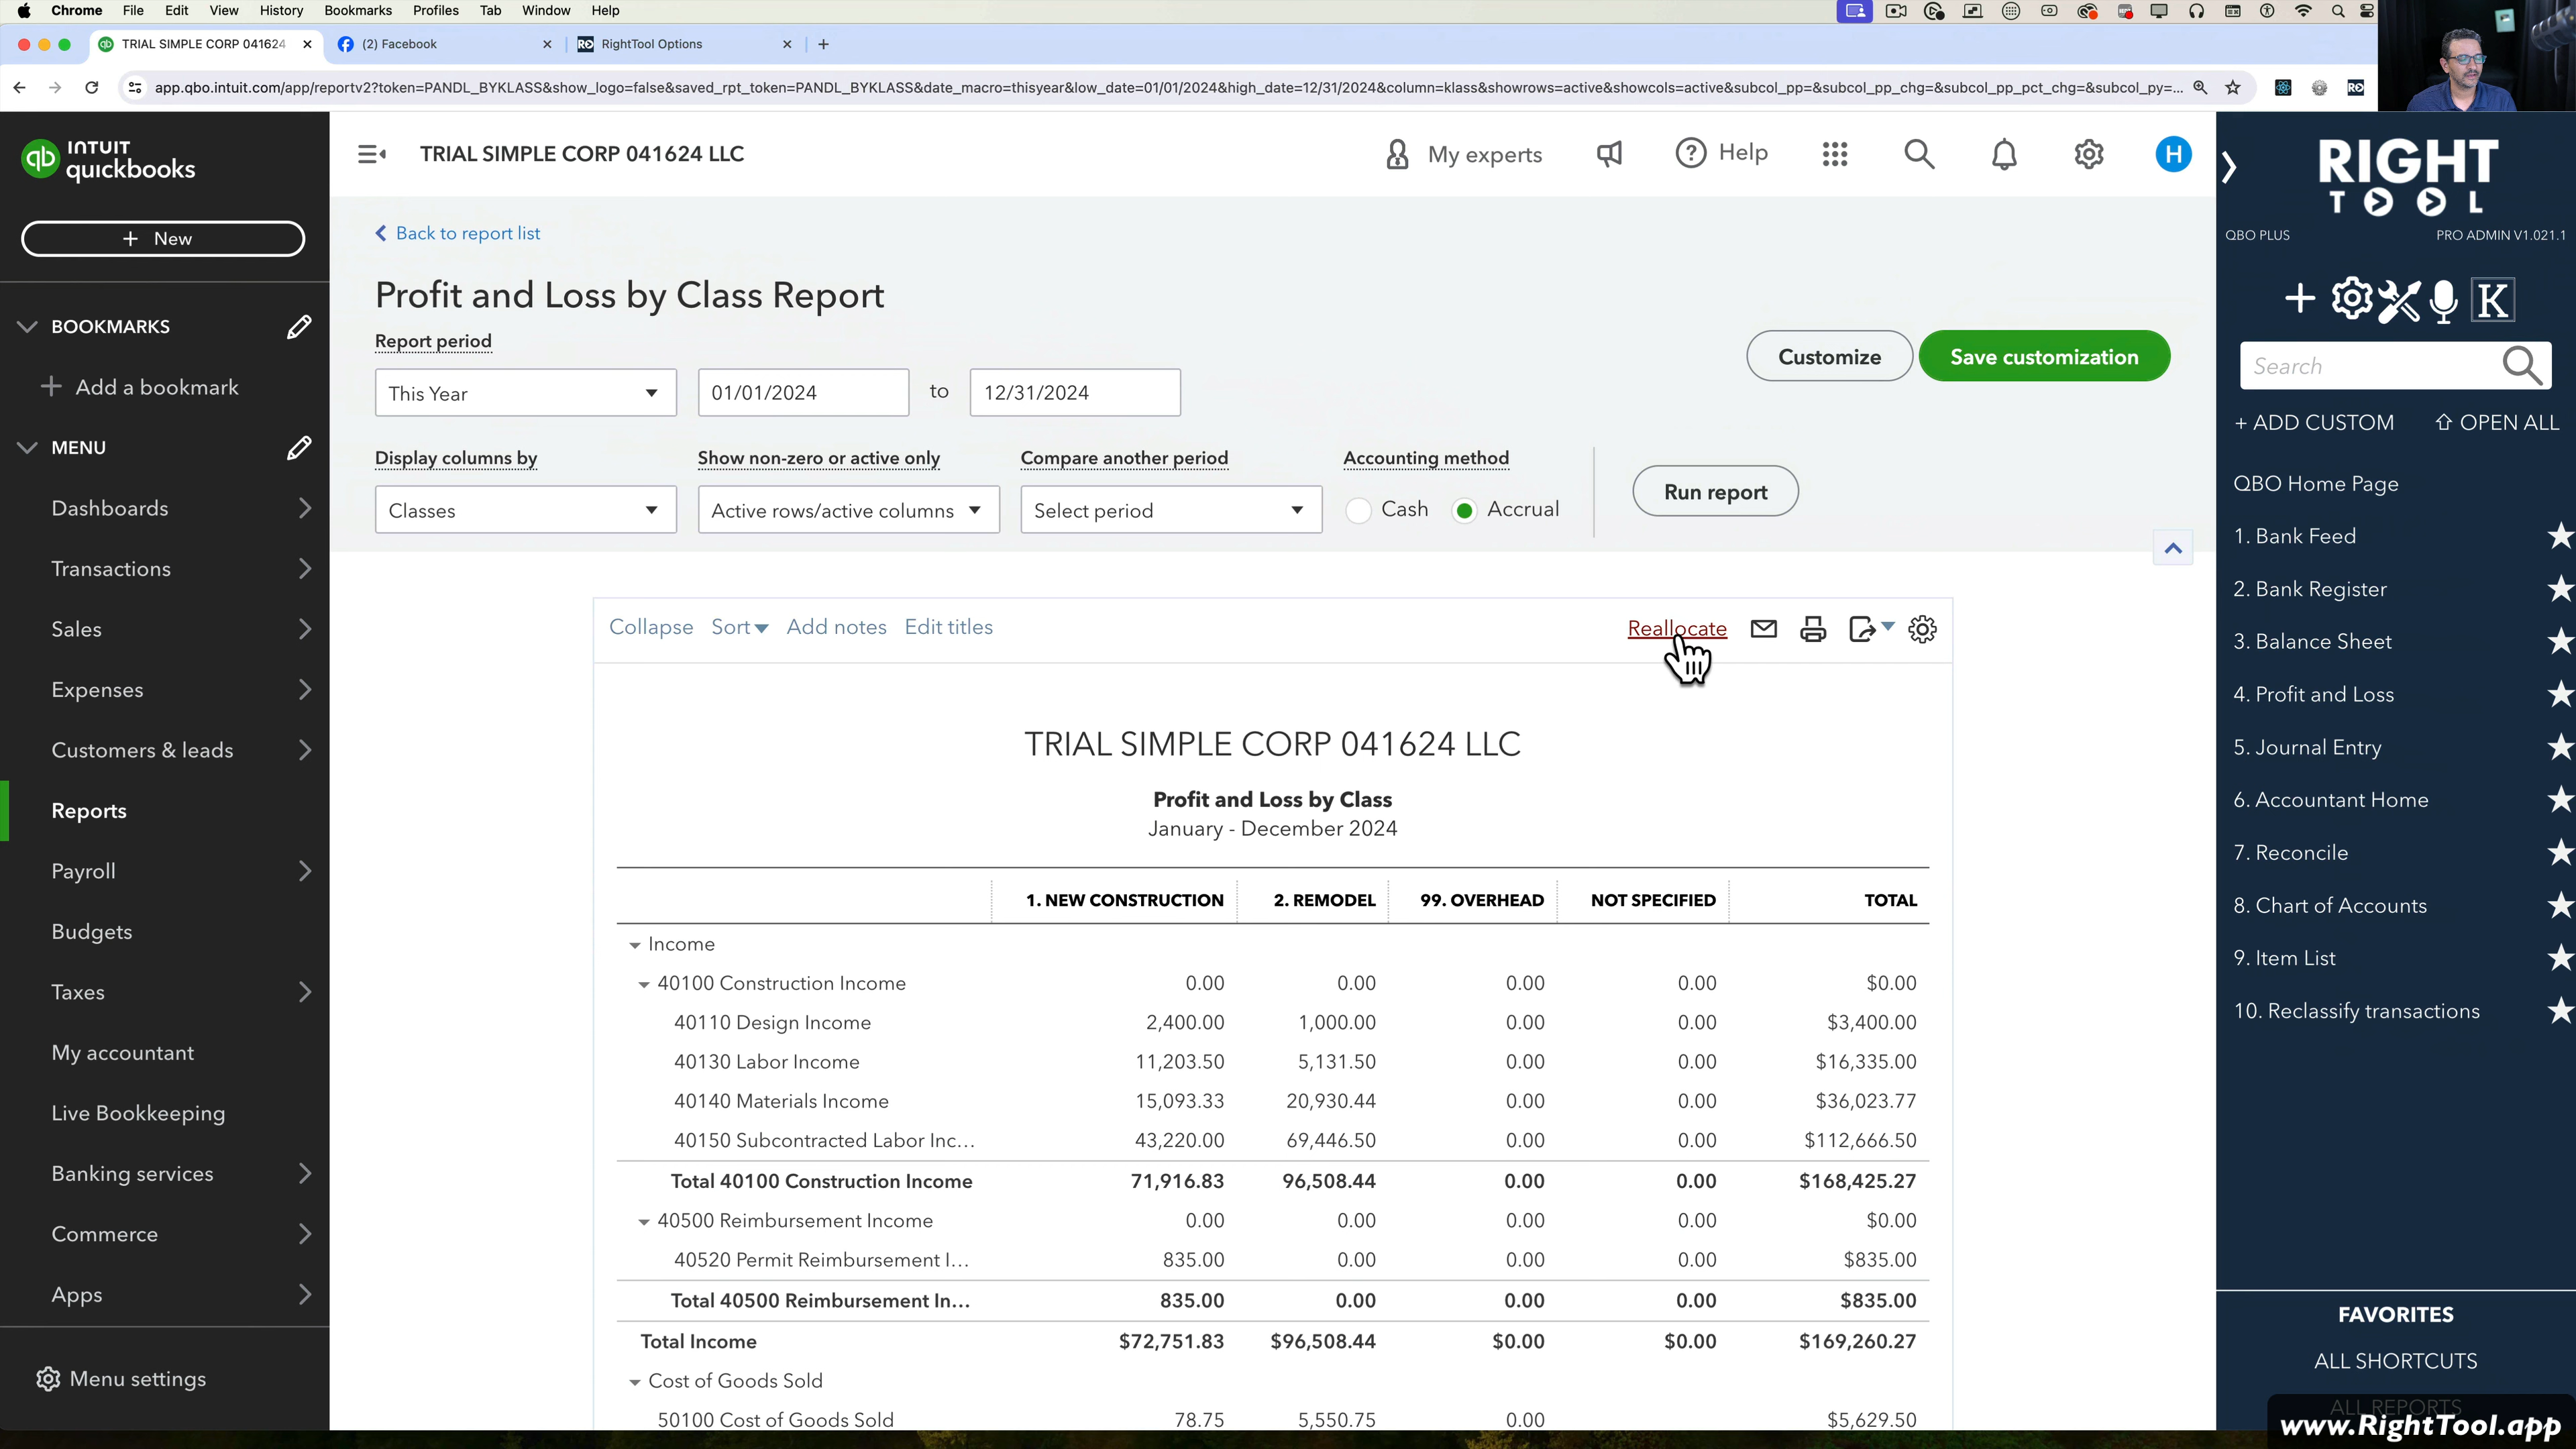 Chrome File Edit View History Bookmarks Profiles Tab Window Help
TRIAL SIMPLE CORP 041624
(2) Facebook
RightTool Options
app.qbo.intuit.com/app/reportv2?token=PANDL_BYKLASS&show_logo=false&saved_rpt_token=PANDL_BYKLASS&date_macro=thisyear&low_date=01/01/2024&high_date=12/31/2024&column=klass&showrows=active&showcols=active&subcol_pp=&subcol_pp_chg=&subcol_pp_pct_chg=&subcol_py=...
INTUIT
quickbooks
+ New
BOOKMARKS
+ Add a bookmark
MENU
Dashboards
Transactions
Sales
Expenses
Customers & leads
Reports
Payroll
Budgets
Taxes
My accountant
Live Bookkeeping
Banking services
Commerce
Apps
Menu settings
TRIAL SIMPLE CORP 041624 LLC
My experts
Help
H
Back to report list
Profit and Loss by Class Report
Report period
This Year 01/01/2024 to 12/31/2024
Customize
Save customization
Display columns by Show non-zero or active only Compare another period Accounting method
Classes Active rows/active columns Select period Cash Accrual
Run report
Collapse Sort Add notes Edit titles Reallocate
TRIAL SIMPLE CORP 041624 LLC
Profit and Loss by Class
January - December 2024
1. NEW CONSTRUCTION 2. REMODEL 99. OVERHEAD NOT SPECIFIED TOTAL
Income
40100 Construction Income 0.00 0.00 0.00 0.00 $0.00
40110 Design Income 2,400.00 1,000.00 0.00 0.00 $3,400.00
40130 Labor Income 11,203.50 5,131.50 0.00 0.00 $16,335.00
40140 Materials Income 15,093.33 20,930.44 0.00 0.00 $36,023.77
40150 Subcontracted Labor Inc... 43,220.00 69,446.50 0.00 0.00 $112,666.50
Total 40100 Construction Income 71,916.83 96,508.44 0.00 0.00 $168,425.27
40500 Reimbursement Income 0.00 0.00 0.00 0.00 $0.00
40520 Permit Reimbursement I... 835.00 0.00 0.00 0.00 $835.00
Total 40500 Reimbursement In... 835.00 0.00 0.00 0.00 $835.00
Total Income $72,751.83 $96,508.44 $0.00 $0.00 $169,260.27
Cost of Goods Sold
50100 Cost of Goods Sold 78.75 5,550.75 0.00 $5,629.50
RIGHT
TOOL
QBO PLUS PRO ADMIN V1.021.1
K
Search
+ ADD CUSTOM OPEN ALL
QBO Home Page
1. Bank Feed
2. Bank Register
3. Balance Sheet
4. Profit and Loss
5. Journal Entry
6. Accountant Home
7. Reconcile
8. Chart of Accounts
9. Item List
10. Reclassify transactions
FAVORITES
ALL SHORTCUTS
ALL REPORTS
www.RightTool.app